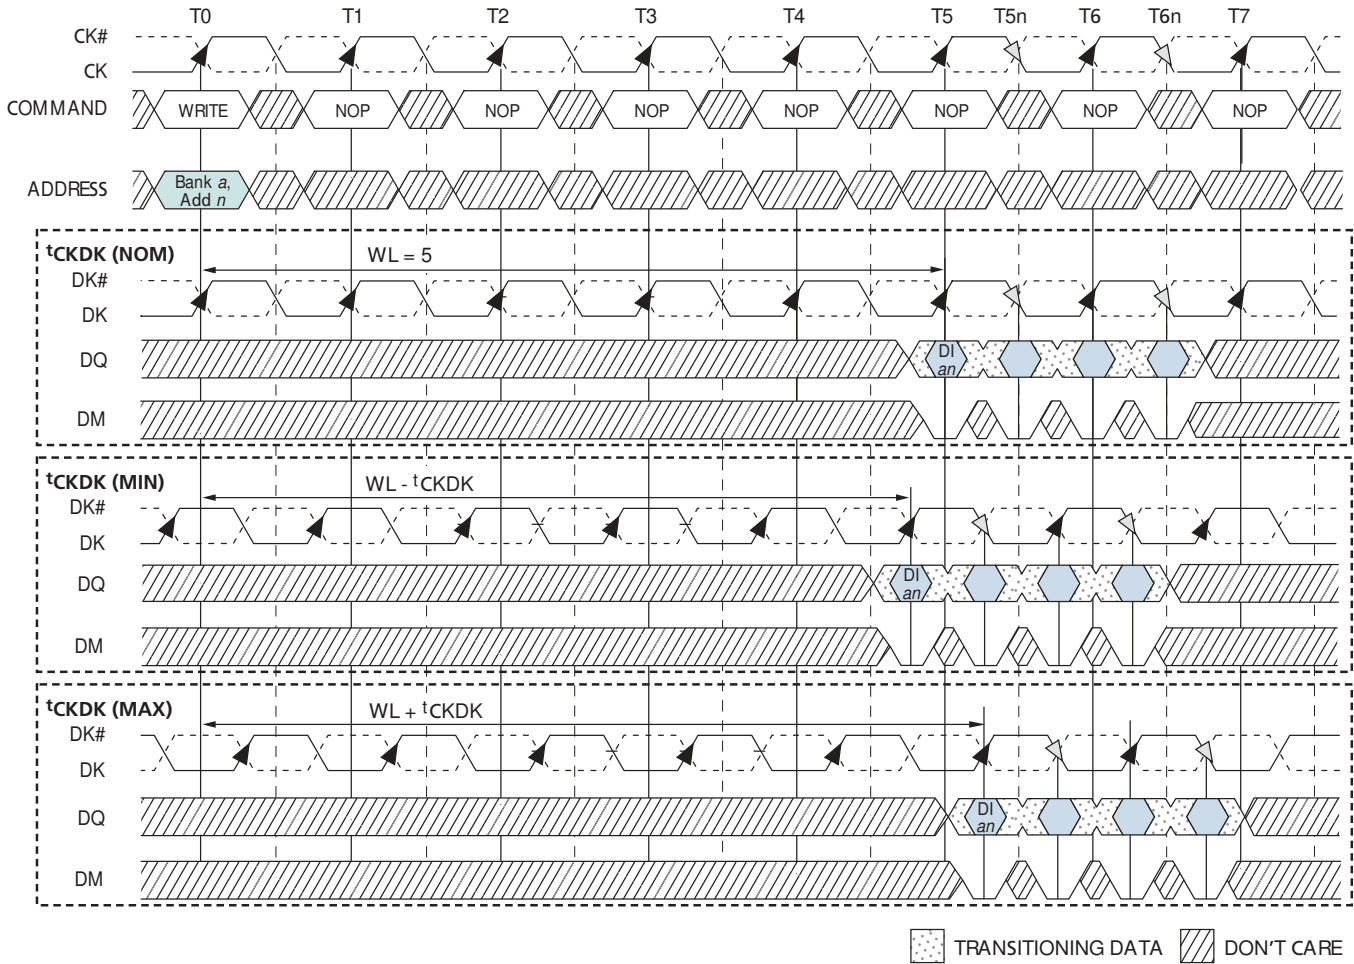 T0 T1 T2 T3 T4 T5 T5n T6 T6n T7
CK#
CK
COMMAND WRITE NOP NOP NOP NOP NOP NOP NOP
ADDRESS Bank a,
Add n
tCKDK (NOM)
WL = 5
DK#
DK
DQ DI
an
DM
tCKDK (MIN)
WL - tCKDK
DK#
DK
DQ DI
an
DM
tCKDK (MAX)
WL + tCKDK
DK#
DK
DQ DI
an
DM
TRANSITIONING DATA DON'T CARE